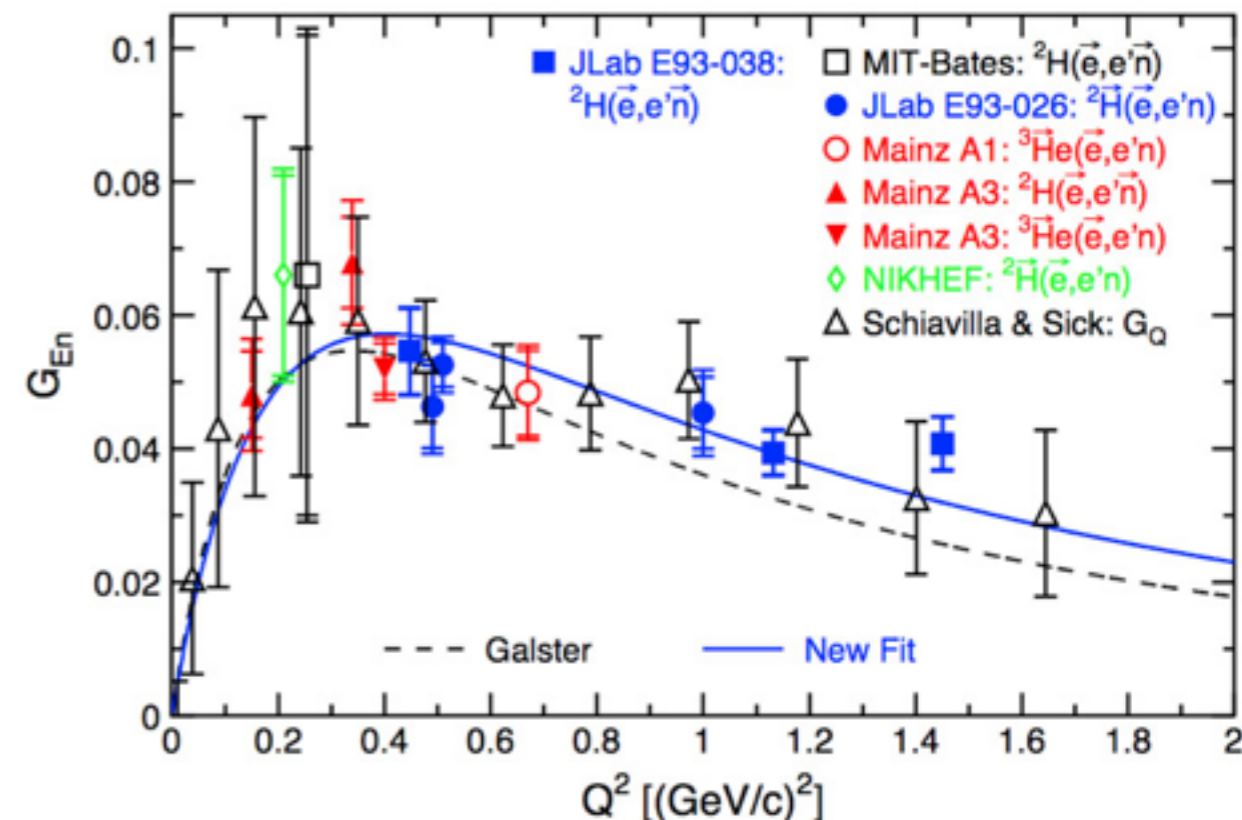 0.1
0.08
0.06
0.04
0.02
0
G_En
JLab E93-038:
²H(e⃗,e'n⃗)
MIT-Bates: ²H(e⃗,e'n⃗)
JLab E93-026: ²H⃗(e⃗,e'n)
Mainz A1: ³H⃗e(e⃗,e'n)
Mainz A3: ²H(e⃗,e'n⃗)
Mainz A3: ³H⃗e(e⃗,e'n)
NIKHEF: ²H⃗(e⃗,e'n)
Schiavilla & Sick: G_Q
Galster
New Fit
0 0.2 0.4 0.6 0.8 1 1.2 1.4 1.6 1.8 2
Q² [(GeV/c)²]